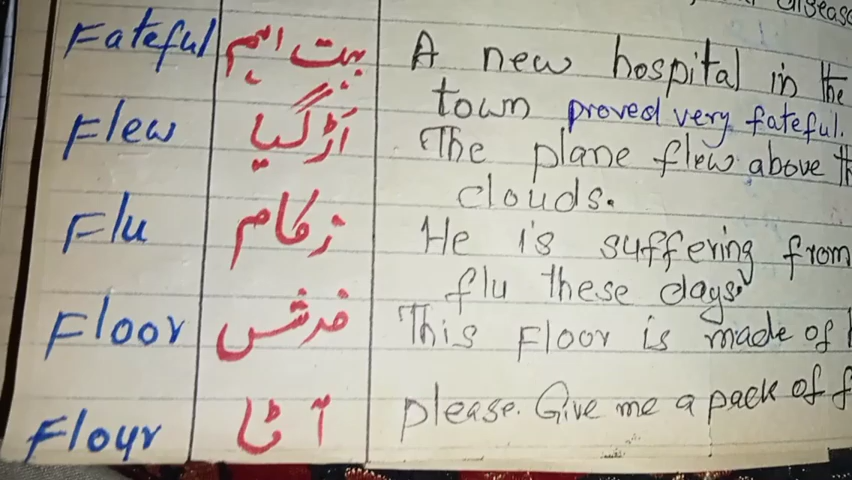 disease
Fateful بہت اہم A new hospital in the
town proved very fateful.
Flew اُڑ گیا The plane flew above
clouds.
Flu زکام He is suffering from
flu these days.
Floor فرش This Floor is made of
Flour آٹا please. Give me a pack of